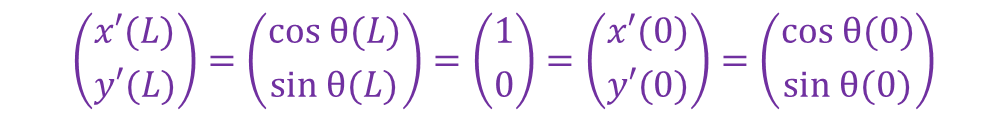 (x′(L) y′(L)) = (cos θ(L) sin θ(L)) = (1 0) = (x′(0) y′(0)) = (cos θ(0) sin θ(0))